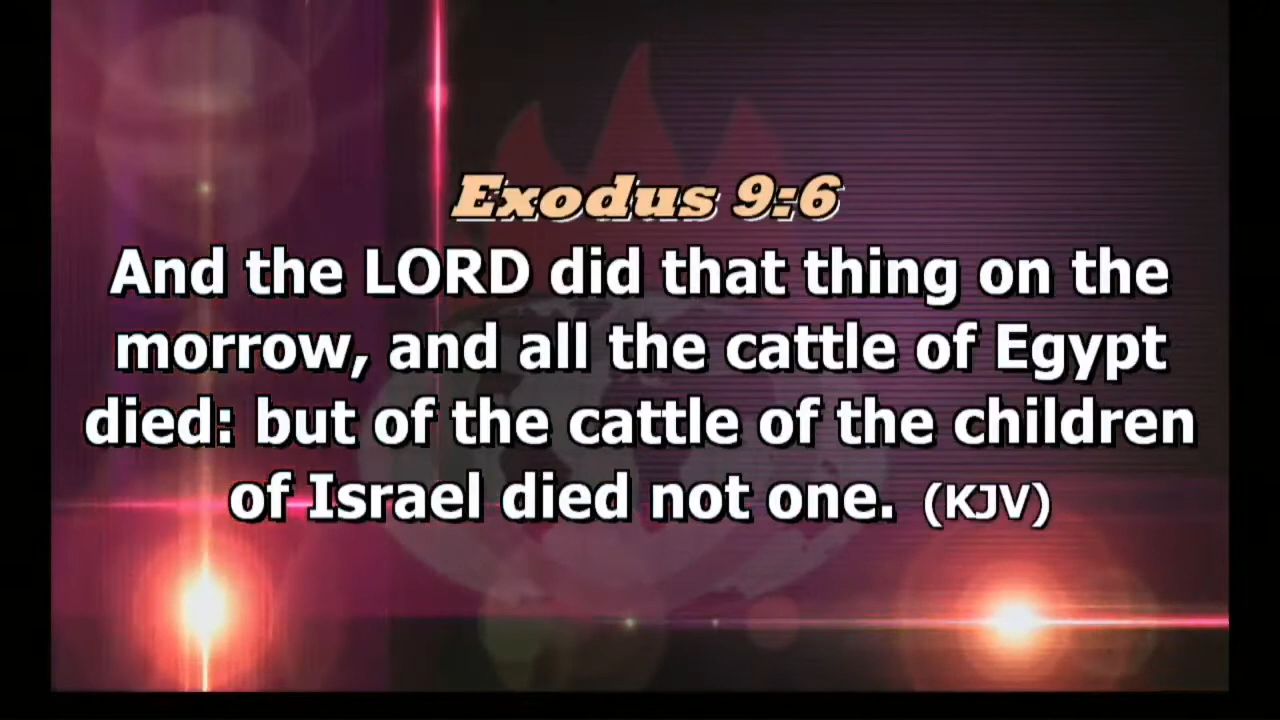 Exodus 9:6
And the LORD did that thing on the
morrow, and all the cattle of Egypt
died: but of the cattle of the children
of Israel died not one. (KJV)